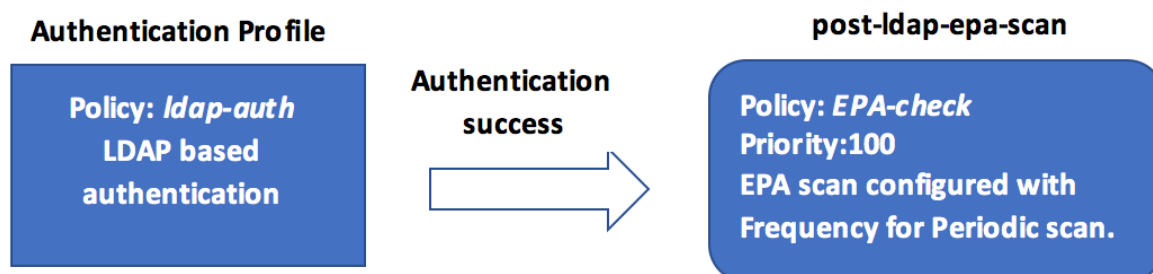 Authentication Profile
Policy: ldap-auth
LDAP based
authentication
Authentication
success
post-ldap-epa-scan
Policy: EPA-check
Priority:100
EPA scan configured with
Frequency for Periodic scan.